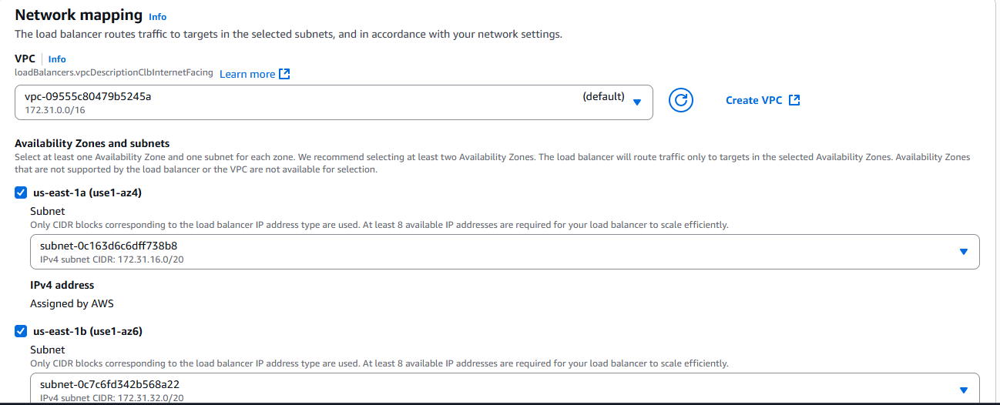 Network mapping Info
The load balancer routes traffic to targets in the selected subnets, and in accordance with your network settings.
VPC Info
loadBalancers.vpcDescriptionClbInternetFacing Learn more
vpc-09555c80479b5245a (default)
172.31.0.0/16
Create VPC
Availability Zones and subnets
Select at least one Availability Zone and one subnet for each zone. We recommend selecting at least two Availability Zones. The load balancer will route traffic only to targets in the selected Availability Zones. Availability Zones
that are not supported by the load balancer or the VPC are not available for selection.
us-east-1a (use1-az4)
Subnet
Only CIDR blocks corresponding to the load balancer IP address type are used. At least 8 available IP addresses are required for your load balancer to scale efficiently.
subnet-0c163d6c6dff738b8
IPv4 subnet CIDR: 172.31.16.0/20
IPv4 address
Assigned by AWS
us-east-1b (use1-az6)
Subnet
Only CIDR blocks corresponding to the load balancer IP address type are used. At least 8 available IP addresses are required for your load balancer to scale efficiently.
subnet-0c7c6fd342b568a22
IPv4 subnet CIDR: 172.31.32.0/20